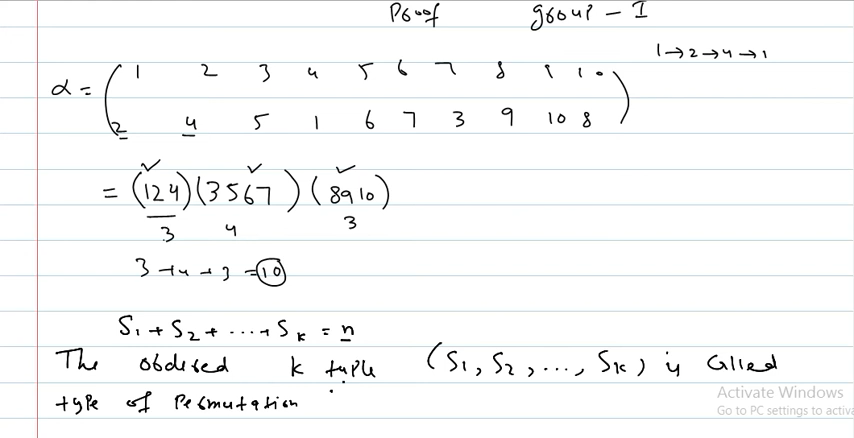 Proof group - I
1→2→4→1
α = ( 1 2 3 4 5 6 7 8 9 10
2 4 5 1 6 7 3 9 10 8 )
= (124)(3567)(8910)
3 4 3
3+4+3 = 10
S1 + S2 + ... + Sk = n
The ordered k tuple (S1, S2, ..., Sk) is called
type of Permutation
Activate Windows
Go to PC settings to activa